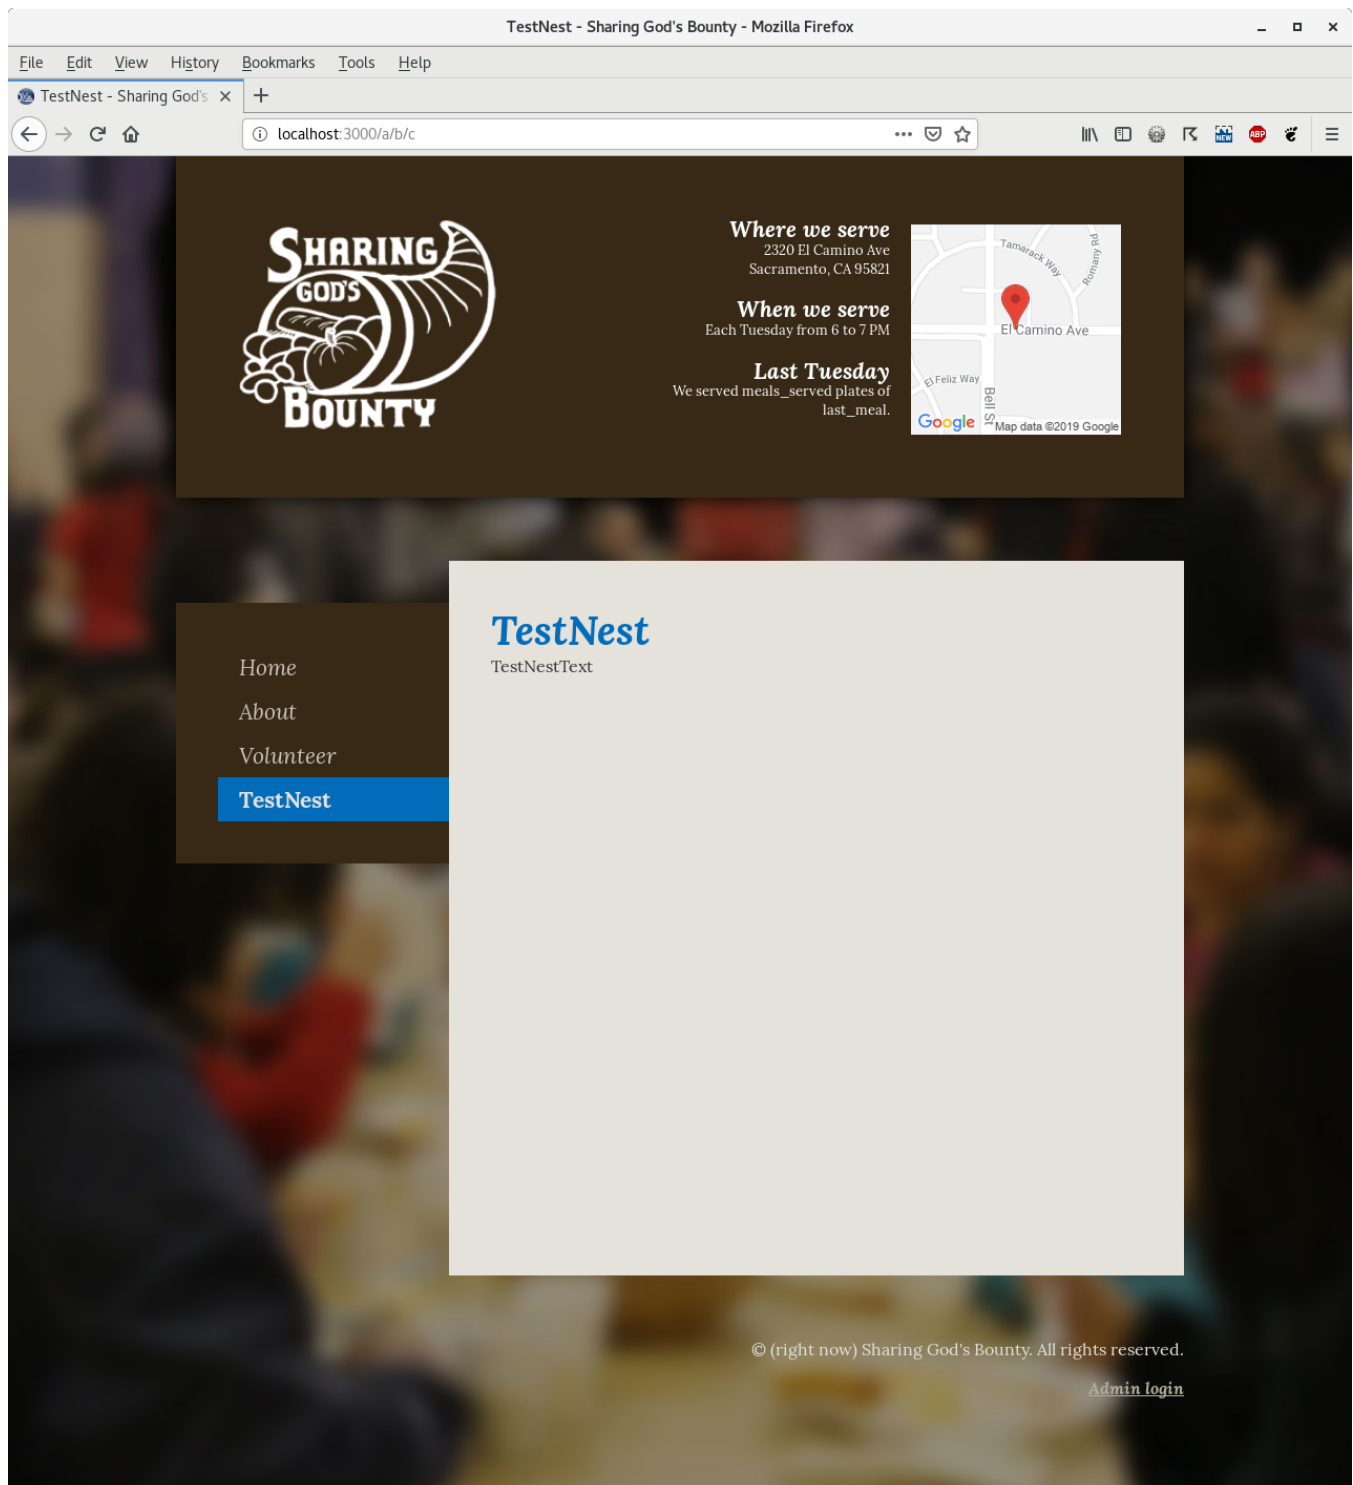 TestNest - Sharing God's Bounty - Mozilla Firefox
File Edit View History Bookmarks Tools Help
TestNest - Sharing God's
localhost:3000/a/b/c
NEW
ABP
SHARING
GOD'S
BOUNTY
Where we serve
2320 El Camino Ave
Sacramento, CA 95821
When we serve
Each Tuesday from 6 to 7 PM
Last Tuesday
We served meals_served plates of
last_meal.
Tamarack Way
Romany Rd
El Camino Ave
El Feliz Way
Bell St
Google
Map data ©2019 Google
Home
About
Volunteer
TestNest
TestNest
TestNestText
© (right now) Sharing God's Bounty. All rights reserved.
Admin login